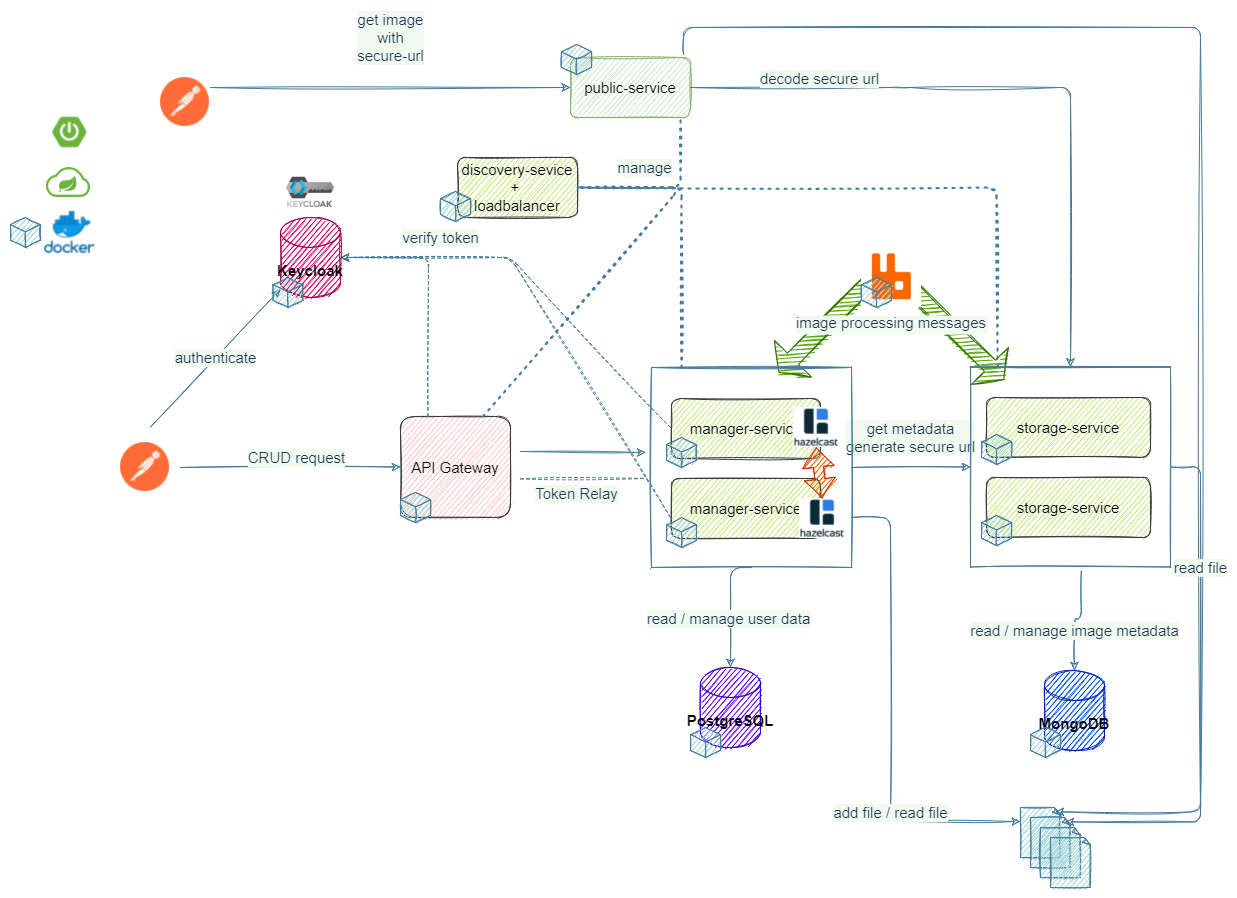 get image
with
secure-url
public-service
decode secure url
discovery-sevice
+
loadbalancer
manage
KEYCLOAK
docker
verify token
Keycloak
image processing messages
authenticate
manager-servic
hazelcast
get metadata
generate secure url
storage-service
CRUD request
API Gateway
Token Relay
manager-service
hazelcast
storage-service
read file
read / manage user data
read / manage image metadata
PostgreSQL
MongoDB
add file / read file